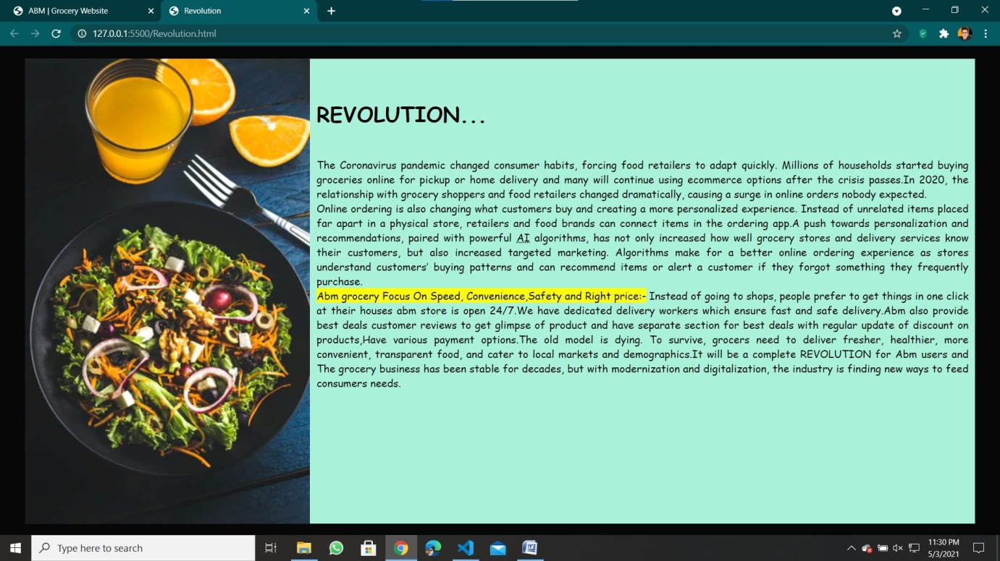 ABM | Grocery Website
Revolution
127.0.0.1:5500/Revolution.html
REVOLUTION...
The Coronavirus pandemic changed consumer habits, forcing food retailers to adapt quickly. Millions of households started buying
groceries online for pickup or home delivery and many will continue using ecommerce options after the crisis passes.In 2020, the
relationship with grocery shoppers and food retailers changed dramatically, causing a surge in online orders nobody expected.
Online ordering is also changing what customers buy and creating a more personalized experience. Instead of unrelated items placed
far apart in a physical store, retailers and food brands can connect items in the ordering app.A push towards personalization and
recommendations, paired with powerful AI algorithms, has not only increased how well grocery stores and delivery services know
their customers, but also increased targeted marketing. Algorithms make for a better online ordering experience as stores
understand customers' buying patterns and can recommend items or alert a customer if they forgot something they frequently
purchase.
Abm grocery Focus On Speed, Convenience,Safety and Right price:- Instead of going to shops, people prefer to get things in one click
at their houses abm store is open 24/7.We have dedicated delivery workers which ensure fast and safe delivery.Abm also provide
best deals customer reviews to get glimpse of product and have separate section for best deals with regular update of discount on
products,Have various payment options.The old model is dying. To survive, grocers need to deliver fresher, healthier, more
convenient, transparent food, and cater to local markets and demographics.It will be a complete REVOLUTION for Abm users and
The grocery business has been stable for decades, but with modernization and digitalization, the industry is finding new ways to feed
consumers needs.
Type here to search
11:30 PM
5/3/2021